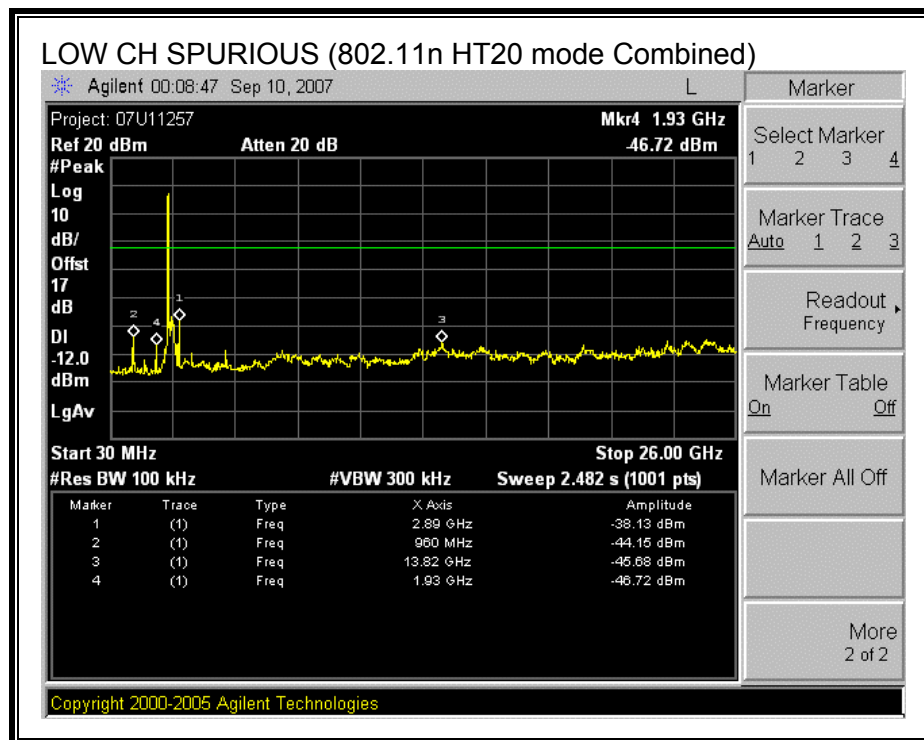 LOW CH SPURIOUS (802.11n HT20 mode Combined)
Agilent 00:08:47 Sep 10, 2007 L
Project: 07U11257 Mkr4 1.93 GHz
Ref 20 dBm Atten 20 dB -46.72 dBm
#Peak
Log
10
dB/
Offst
17
dB
DI
-12.0
dBm
LgAv
1
2
4
3
Start 30 MHz Stop 26.00 GHz
#Res BW 100 kHz #VBW 300 kHz Sweep 2.482 s (1001 pts)
Marker Trace Type X Axis Amplitude
1 (1) Freq 2.89 GHz -38.13 dBm
2 (1) Freq 960 MHz -44.15 dBm
3 (1) Freq 13.82 GHz -45.68 dBm
4 (1) Freq 1.93 GHz -46.72 dBm
Copyright 2000-2005 Agilent Technologies
Marker
Select Marker
1 2 3 4
Marker Trace
Auto 1 2 3
Readout
Frequency
Marker Table
On Off
Marker All Off
More
2 of 2